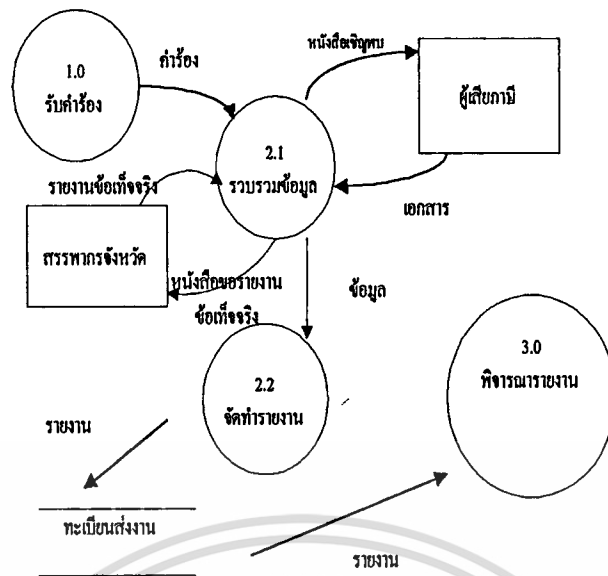 1.0
รับคำร้อง
คำร้อง
หนังสือเชิญพบ
ผู้เสียภาษี
2.1
รวบรวมข้อมูล
รายงานข้อเท็จจริง
เอกสาร
สรรพากรจังหวัด
หนังสือขอรายงาน
ข้อเท็จจริง
ข้อมูล
3.0
พิจารณารายงาน
2.2
จัดทำรายงาน
รายงาน
ทะเบียนส่งงาน
รายงาน